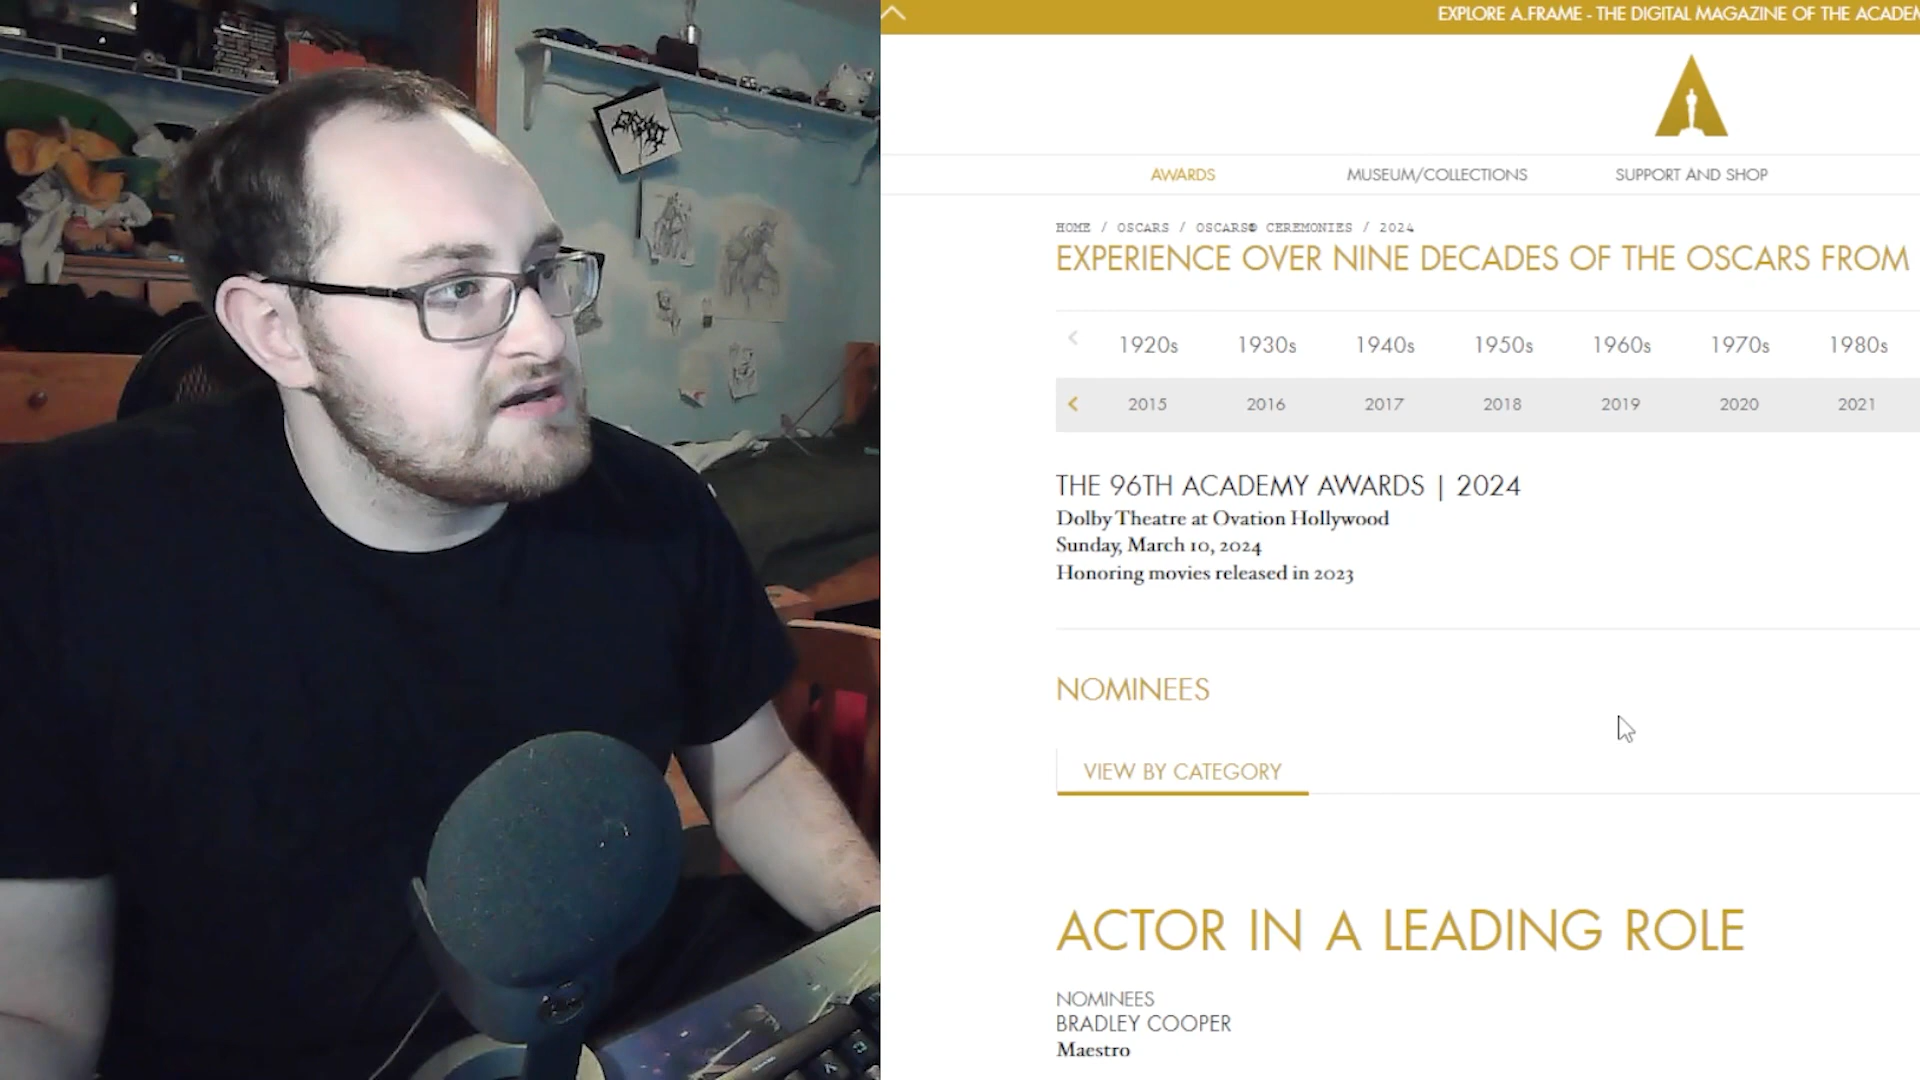 EXPLORE A.FRAME - THE DIGITAL MAGAZINE OF THE
AWARDS MUSEUM/COLLECTIONS SUPPORT AND SHOP
HOME / OSCARS / OSCARS® CEREMONIES / 2024
EXPERIENCE OVER NINE DECADES OF THE OSCARS FROM
1920s 1930s 1940s 1950s 1960s 1970s 1980s
2015 2016 2017 2018 2019 2020 2021
THE 96TH ACADEMY AWARDS | 2024
Dolby Theatre at Ovation Hollywood
Sunday, March 10, 2024
Honoring movies released in 2023
NOMINEES
VIEW BY CATEGORY
ACTOR IN A LEADING ROLE
NOMINEES
BRADLEY COOPER
Maestro